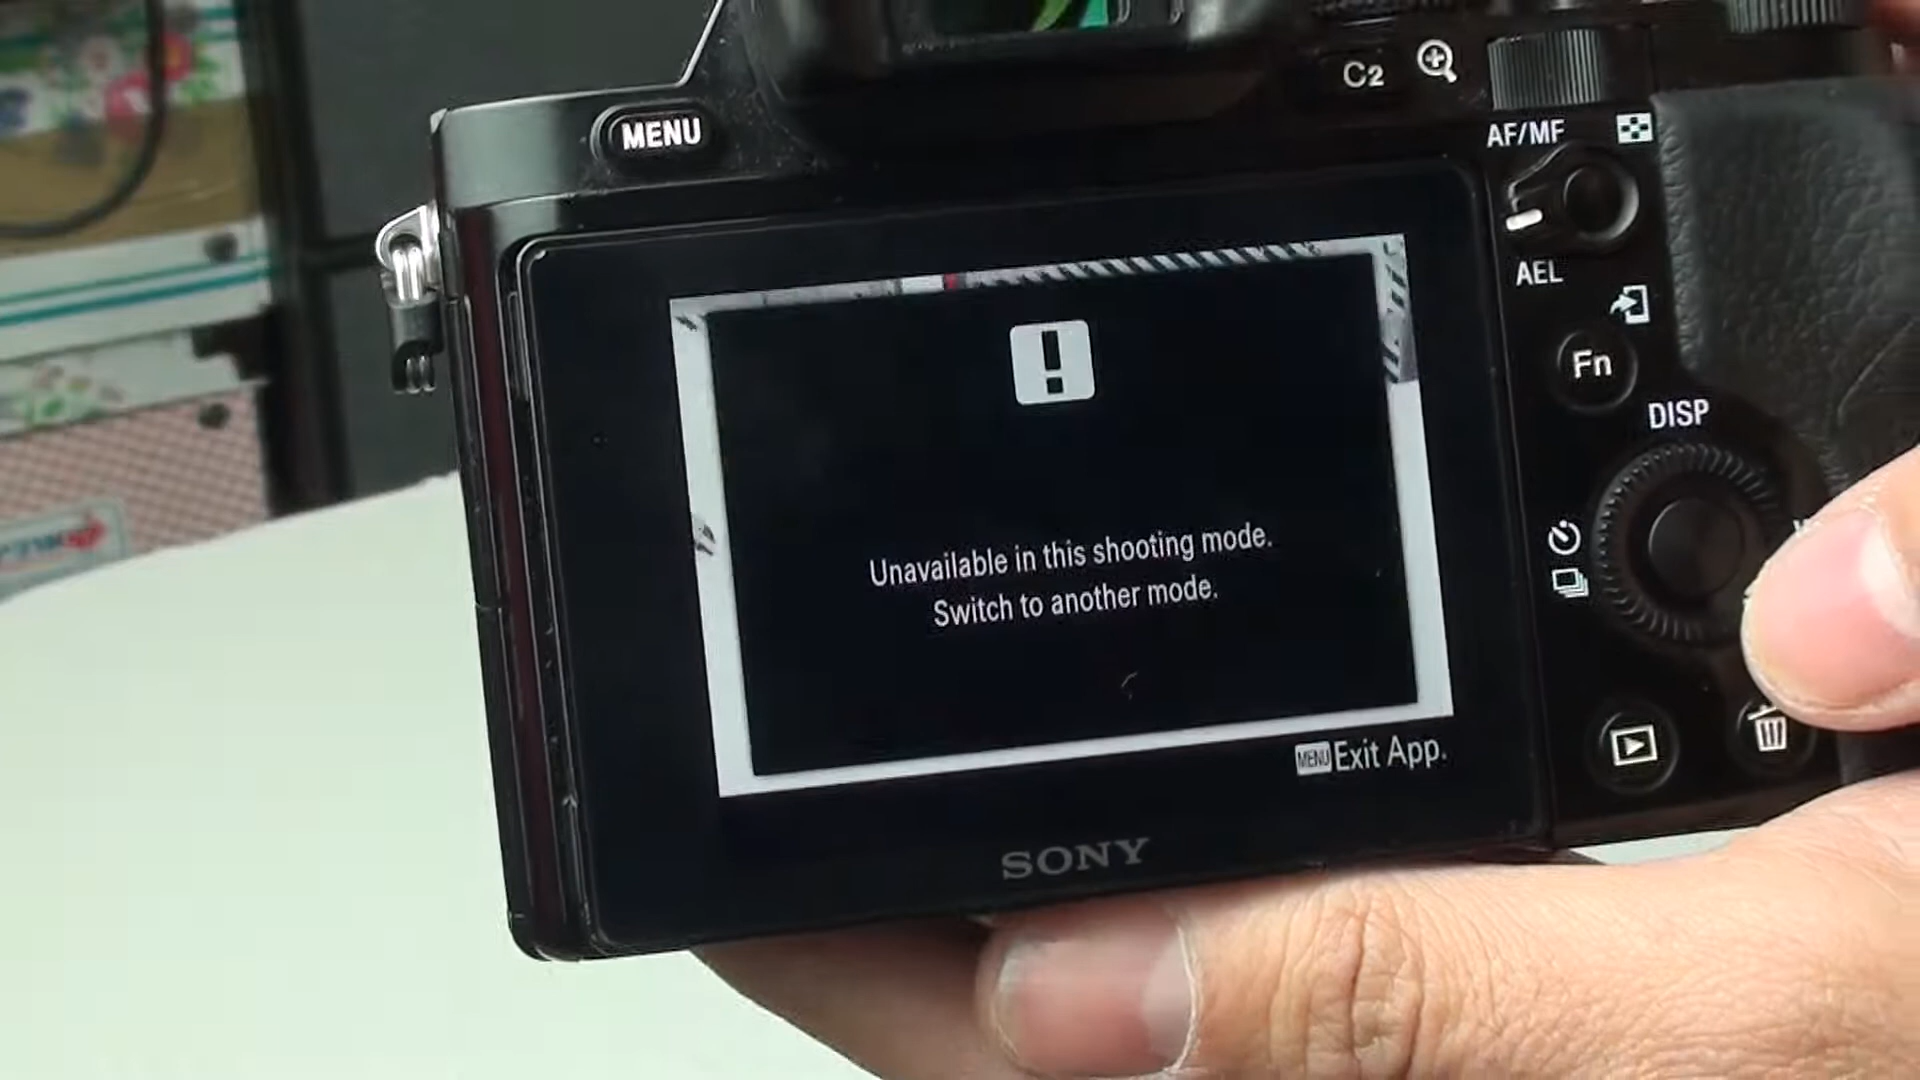 C2
MENU
AF/MF
AEL
Fn
DISP
Unavailable in this shooting mode.
Switch to another mode.
MENU Exit App.
SONY